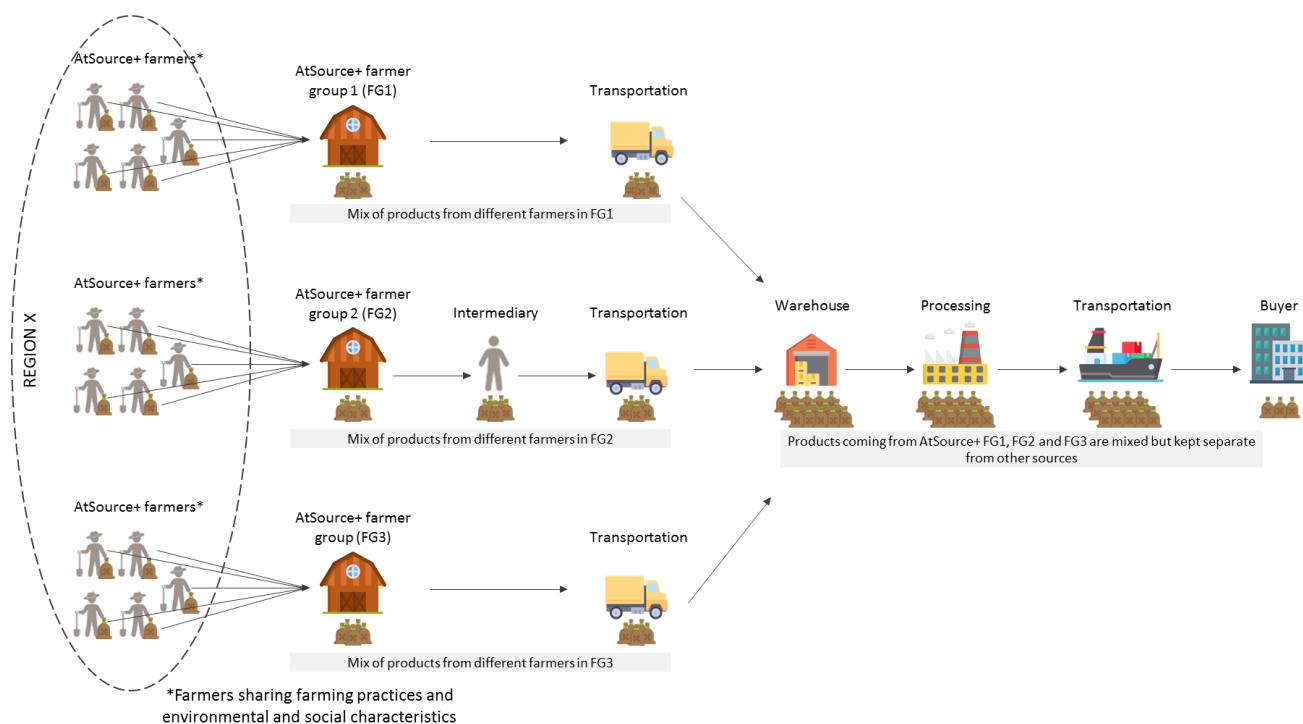 REGION X
AtSource+ farmers*
AtSource+ farmer
group 1 (FG1)
Transportation
Mix of products from different farmers in FG1
AtSource+ farmers*
AtSource+ farmer
group 2 (FG2)
Intermediary
Transportation
Mix of products from different farmers in FG2
Warehouse
Processing
Transportation
Buyer
Products coming from AtSource+ FG1, FG2 and FG3 are mixed but kept separate
from other sources
AtSource+ farmers*
AtSource+ farmer
group (FG3)
Transportation
Mix of products from different farmers in FG3
*Farmers sharing farming practices and
environmental and social characteristics